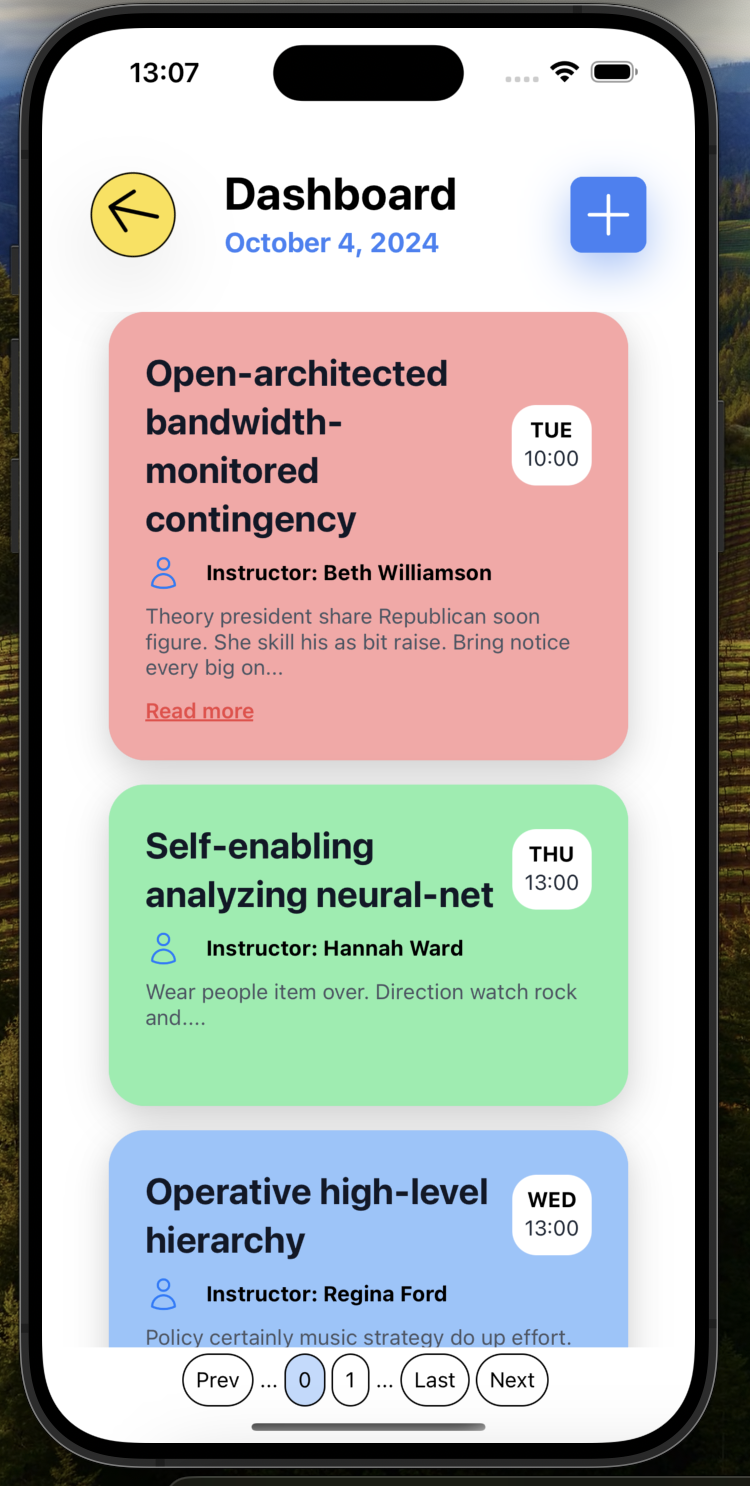 13:07
Dashboard
October 4, 2024
Open-architected
bandwidth-
monitored
contingency
TUE
10:00
Instructor: Beth Williamson
Theory president share Republican soon
figure. She skill his as bit raise. Bring notice
every big on...
Read more
Self-enabling
analyzing neural-net
THU
13:00
Instructor: Hannah Ward
Wear people item over. Direction watch rock
and....
Operative high-level
hierarchy
WED
13:00
Instructor: Regina Ford
Policy certainly music strategy do up effort.
Prev ... 0 1 ... Last Next